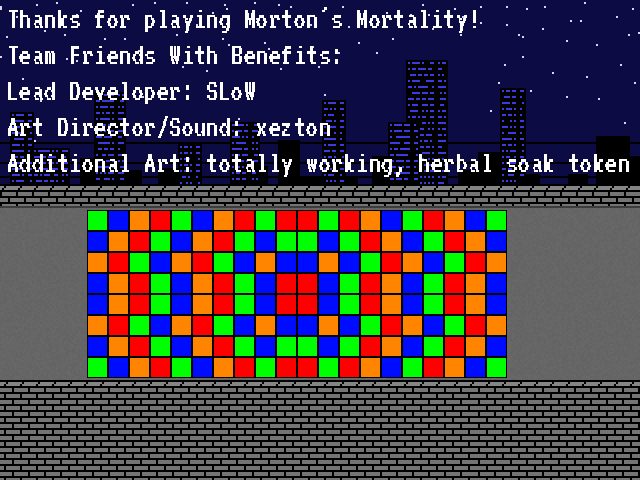 Thanks for playing Morton's Mortality!
Team Friends With Benefits:
Lead Developer: SLoW
Art Director/Sound: xezton
Additional Art: totally working, herbal soak token